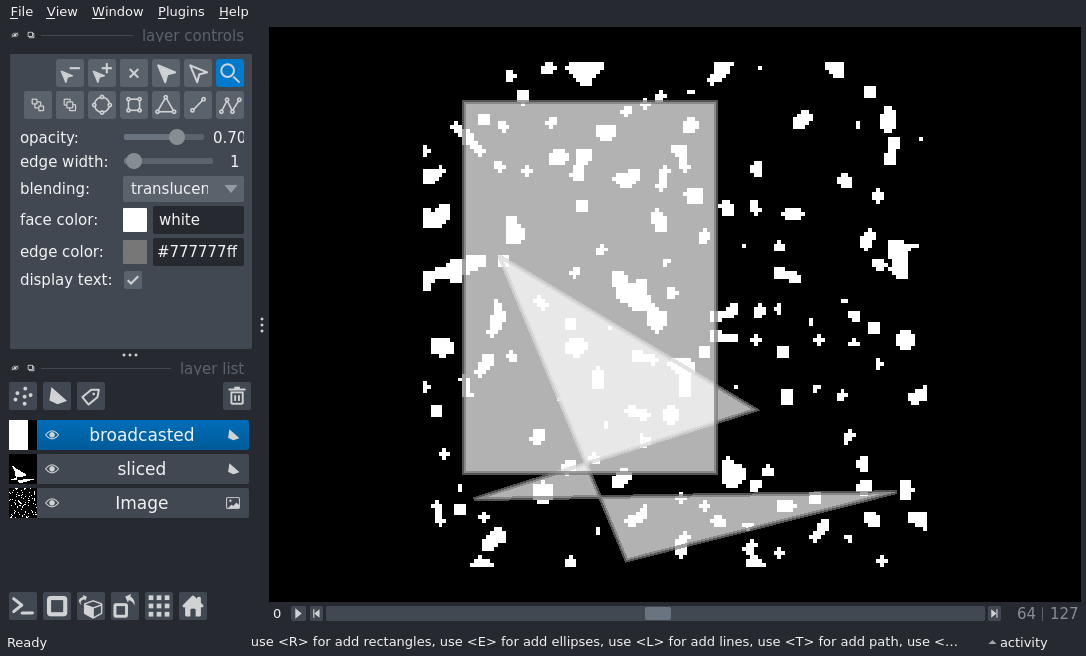 File View Window Plugins Help
layer controls
opacity: 0.70
edge width: 1
blending: translucen
face color: white
edge color: #777777ff
display text:
layer list
broadcasted
sliced
Image
0 64 127
Ready use <R> for add rectangles, use <E> for add ellipses, use <L> for add lines, use <T> for add path, use <... activity